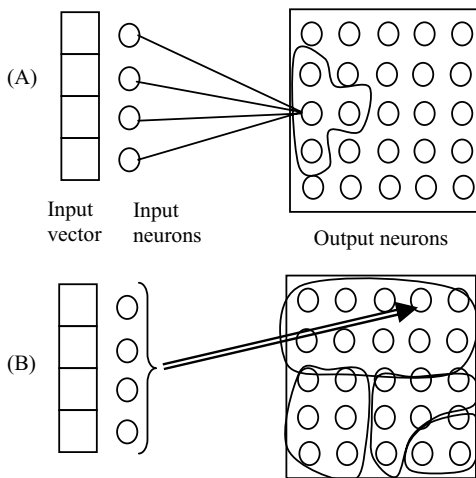 (A)
Input vector
Input neurons
Output neurons
(B)